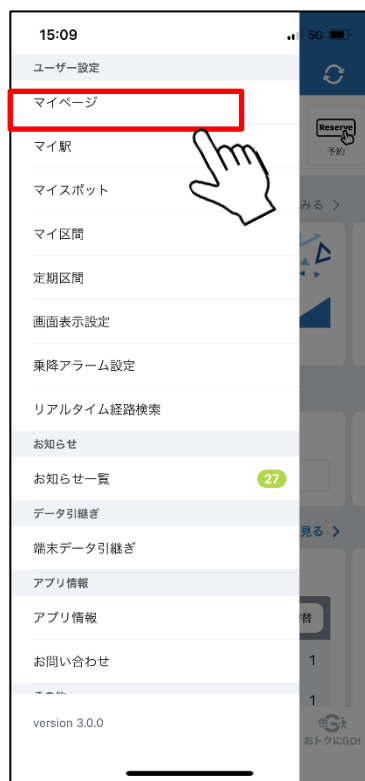 15:09
5G
ユーザー設定
マイページ
Reserve
予約
マイ駅
マイスポット
みる >
マイ区間
定期区間
画面表示設定
乗降アラーム設定
リアルタイム経路検索
お知らせ
お知らせ一覧
27
データ引継ぎ
見る >
端末データ引継ぎ
アプリ情報
アプリ情報
替
お問い合わせ
1
1
version 3.0.0
おトクにGO!